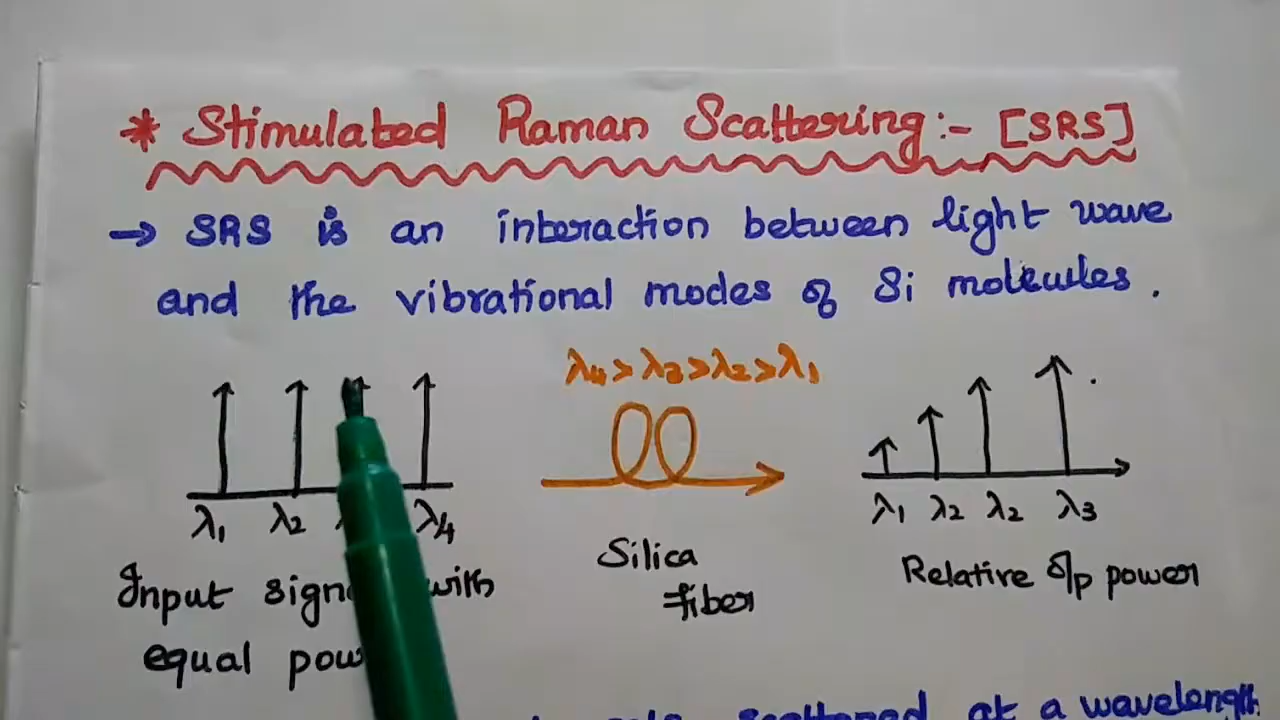 * Stimulated Raman Scattering:- [SRS]
→ SRS is an interaction between light wave
and the vibrational modes of Si molecules.
λ4 > λ3 > λ2 > λ1
λ1 λ2 λ4
λ1 λ2 λ2 λ3
Input with
equal
Silica
fiber
Relative O/p power
scattered at a wavelength